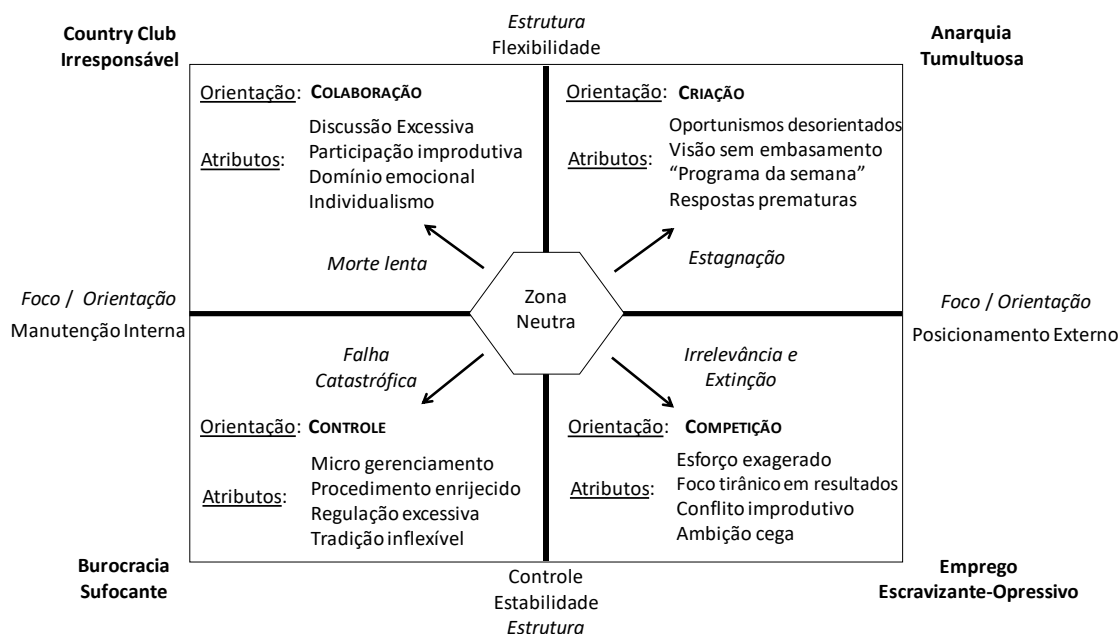 Estrutura
Flexibilidade
Country Club
Irresponsável
Anarquia
Tumultuosa
Orientação: COLABORAÇÃO
Atributos:
Discussão Excessiva
Participação improdutiva
Domínio emocional
Individualismo
Morte lenta
Orientação: CRIAÇÃO
Atributos:
Oportunismos desorientados
Visão sem embasamento
“Programa da semana”
Respostas prematuras
Estagnação
Foco / Orientação
Manutenção Interna
Zona
Neutra
Foco / Orientação
Posicionamento Externo
Falha
Catastrófica
Orientação: CONTROLE
Atributos:
Micro gerenciamento
Procedimento enrijecido
Regulação excessiva
Tradição inflexível
Irrelevância e
Extinção
Orientação: COMPETIÇÃO
Atributos:
Esforço exagerado
Foco tirânico em resultados
Conflito improdutivo
Ambição cega
Burocracia
Sufocante
Controle
Estabilidade
Estrutura
Emprego
Escravizante-Opressivo